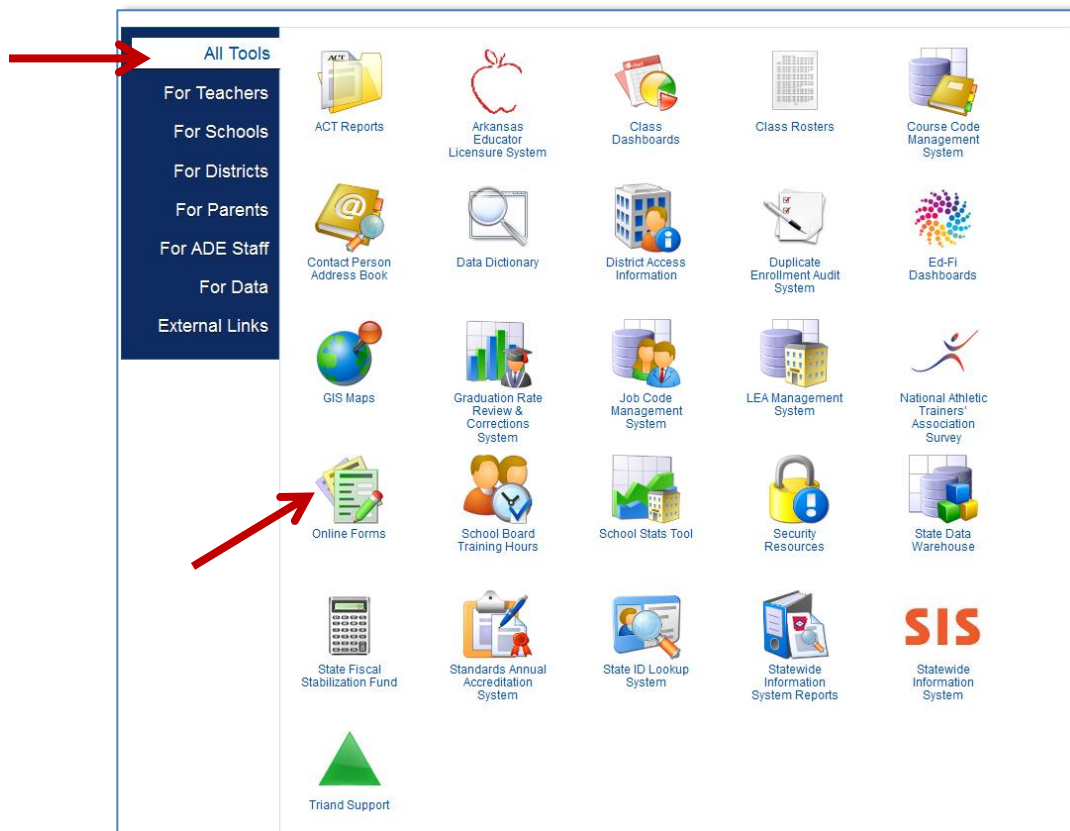 All Tools
For Teachers
For Schools
For Districts
For Parents
For ADE Staff
For Data
External Links
ACT
ACT Reports
Arkansas
Educator
Licensure System
Class
Dashboards
Class Rosters
Course Code
Management
System
@
Contact Person
Address Book
Data Dictionary
District Access
Information
Duplicate
Enrollment Audit
System
Ed-Fi
Dashboards
GIS Maps
Graduation Rate
Review &
Corrections
System
Job Code
Management
System
LEA Management
System
National Athletic
Trainers'
Association
Survey
Online Forms
School Board
Training Hours
School Stats Tool
Security
Resources
State Data
Warehouse
State Fiscal
Stabilization Fund
Standards Annual
Accreditation
System
State ID Lookup
System
Statewide
Information
System Reports
SIS
Statewide
Information
System
Triand Support